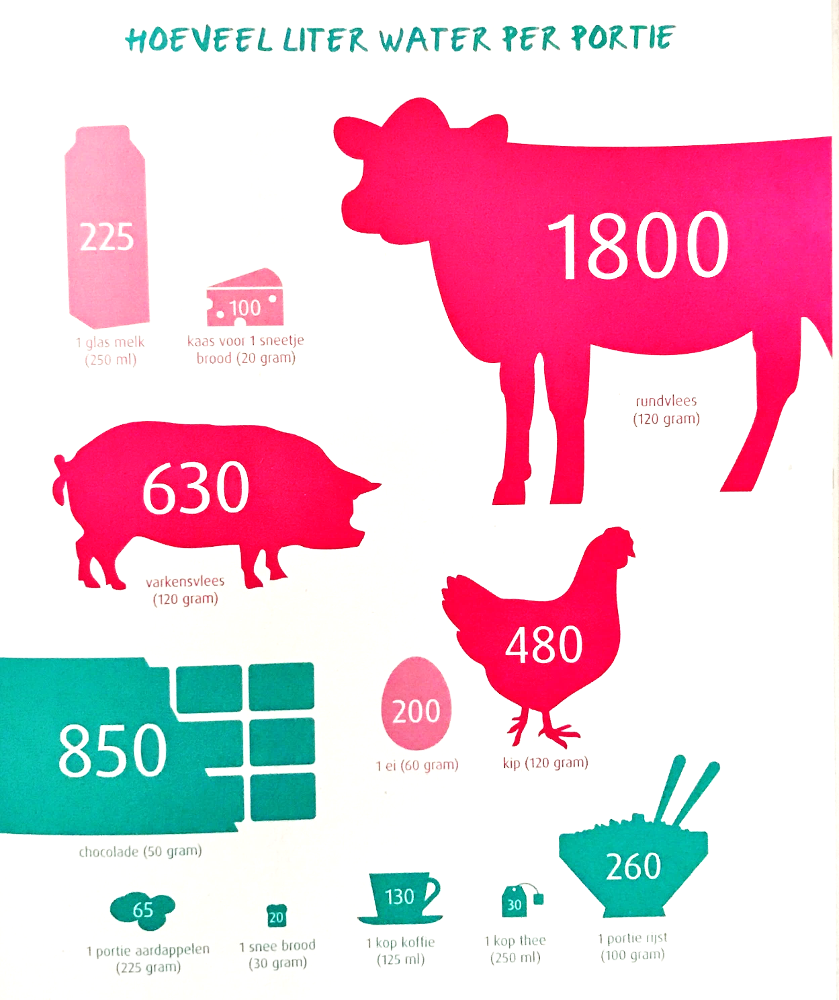 HOEVEEL LITER WATER PER PORTIE
225
1 glas melk
(250 ml)
100
kaas voor 1 sneetje
brood (20 gram)
1800
rundvlees
(120 gram)
630
varkensvlees
(120 gram)
480
kip (120 gram)
200
1 ei (60 gram)
850
chocolade (50 gram)
65
1 portie aardappelen
(225 gram)
20
1 snee brood
(30 gram)
130
1 kop koffie
(125 ml)
30
1 kop thee
(250 ml)
260
1 portie rijst
(100 gram)